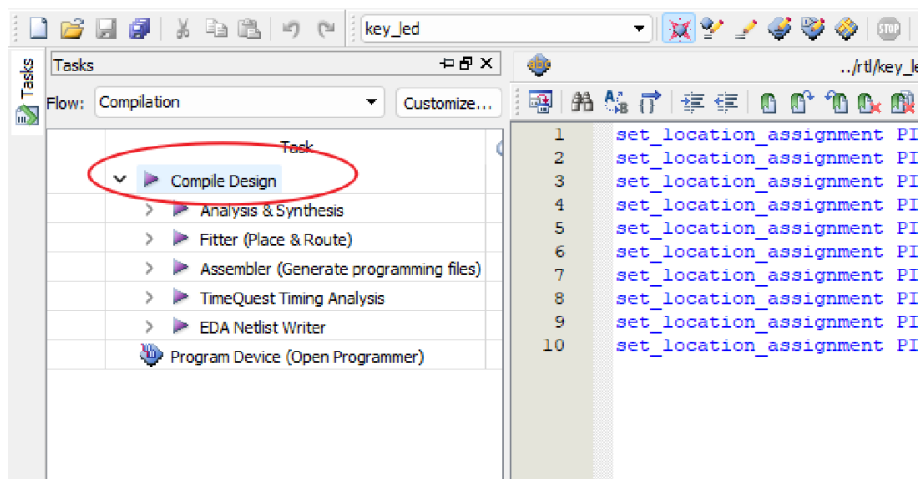 key_led
STOP
Tasks
Tasks
../rtl/key_le
Flow:
Compilation
Customize...
Task
Compile Design
Analysis & Synthesis
Fitter (Place & Route)
Assembler (Generate programming files)
TimeQuest Timing Analysis
EDA Netlist Writer
Program Device (Open Programmer)
1 set_location_assignment PI
2 set_location_assignment PI
3 set_location_assignment PI
4 set_location_assignment PI
5 set_location_assignment PI
6 set_location_assignment PI
7 set_location_assignment PI
8 set_location_assignment PI
9 set_location_assignment PI
10 set_location_assignment PI